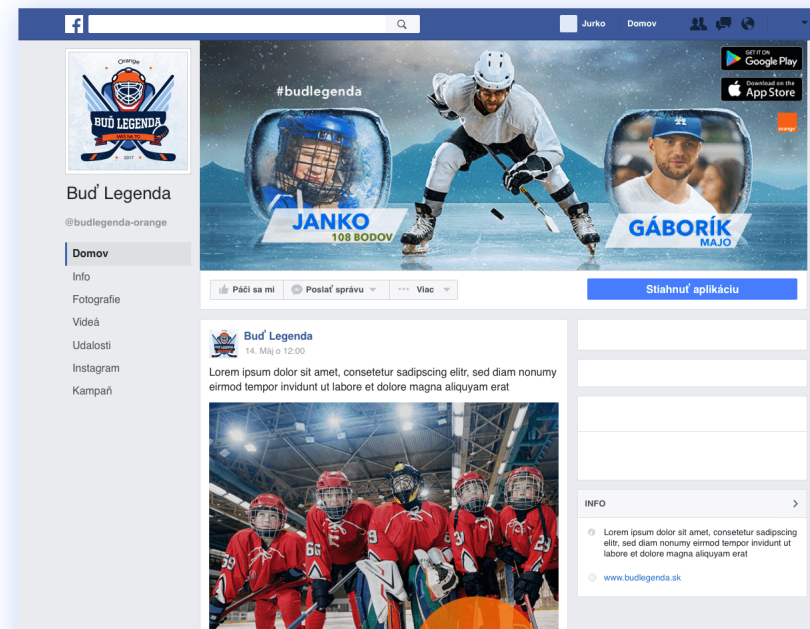 f
Jurko
Domov
Orange
BUĎ LEGENDA
AKO NA TO
2017
Buď Legenda
@budlegenda-orange
Domov
Info
Fotografie
Videá
Udalosti
Instagram
Kampaň
#budlegenda
JANKO
108 BODOV
GÁBORÍK
MAJO
GET IT ON
Google Play
Download on the
App Store
orange
Páči sa mi
Poslať správu
Viac
Stiahnuť aplikáciu
Buď Legenda
14. Máj o 12:00
Lorem ipsum dolor sit amet, consetetur sadipscing elitr, sed diam nonumy
eirmod tempor invidunt ut labore et dolore magna aliquyam erat
66
9
INFO
Lorem ipsum dolor sit amet, consetetur sadipscing
elitr, sed diam nonumy eirmod tempor invidunt ut
labore et dolore magna aliquyam erat
www.budlegenda.sk